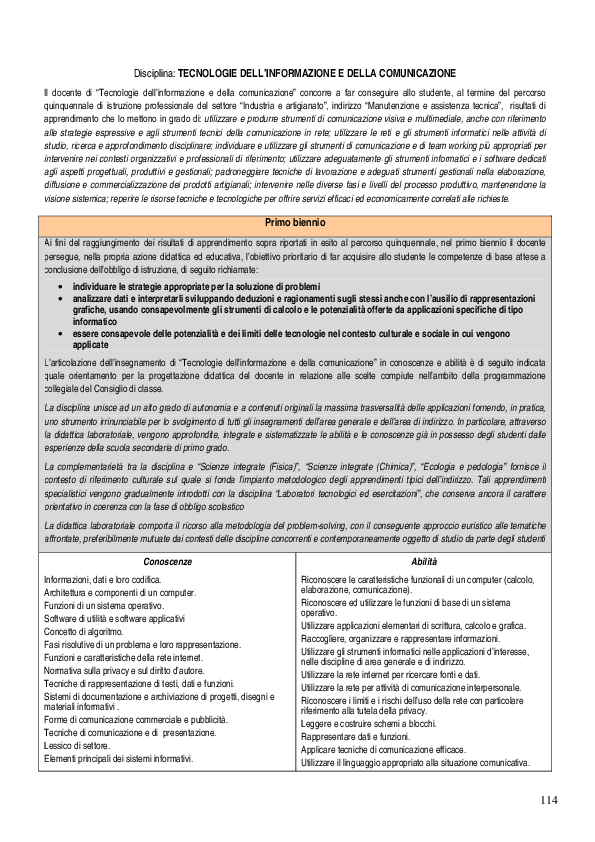 Disciplina: TECNOLOGIE DELL'INFORMAZIONE E DELLA COMUNICAZIONE
Il docente di “Tecnologie dell'informazione e della comunicazione” concorre a far conseguire allo studente, al termine del percorso
quinquennale di istruzione professionale del settore “Industria e artigianato”, indirizzo “Manutenzione e assistenza tecnica”, risultati di
apprendimento che lo mettono in grado di: utilizzare e produrre strumenti di comunicazione visiva e multimediale, anche con riferimento
alle strategie espressive e agli strumenti tecnici della comunicazione in rete; utilizzare le reti e gli strumenti informatici nelle attività di
studio, ricerca e approfondimento disciplinare; individuare e utilizzare gli strumenti di comunicazione e di team working più appropriati per
intervenire nei contesti organizzativi e professionali di riferimento; utilizzare adeguatamente gli strumenti informatici e i software dedicati
agli aspetti progettuali, produttivi e gestionali; padroneggiare tecniche di lavorazione e adeguati strumenti gestionali nella elaborazione,
diffusione e commercializzazione dei prodotti artigianali; intervenire nelle diverse fasi e livelli del processo produttivo, mantenendone la
visione sistemica; reperire le risorse tecniche e tecnologiche per offrire servizi efficaci ed economicamente correlati alle richieste.
Primo biennio
Ai fini del raggiungimento dei risultati di apprendimento sopra riportati in esito al percorso quinquennale, nel primo biennio il docente
persegue, nella propria azione didattica ed educativa, l'obiettivo prioritario di far acquisire allo studente le competenze di base attese a
conclusione dell'obbligo di istruzione, di seguito richiamate:
• individuare le strategie appropriate per la soluzione di problemi
• analizzare dati e interpretarli sviluppando deduzioni e ragionamenti sugli stessi anche con l'ausilio di rappresentazioni
grafiche, usando consapevolmente gli strumenti di calcolo e le potenzialità offerte da applicazioni specifiche di tipo
informatico
• essere consapevole delle potenzialità e dei limiti delle tecnologie nel contesto culturale e sociale in cui vengono
applicate
L'articolazione dell'insegnamento di “Tecnologie dell'informazione e della comunicazione” in conoscenze e abilità è di seguito indicata
quale orientamento per la progettazione didattica del docente in relazione alle scelte compiute nell'ambito della programmazione
collegiale del Consiglio di classe.
La disciplina unisce ad un alto grado di autonomia e a contenuti originali la massima trasversalità delle applicazioni fornendo, in pratica,
uno strumento irrinunciabile per lo svolgimento di tutti gli insegnamenti dell'area generale e dell'area di indirizzo. In particolare, attraverso
la didattica laboratoriale, vengono approfondite, integrate e sistematizzate le abilità e le conoscenze già in possesso degli studenti dalle
esperienze della scuola secondaria di primo grado.
La complementarietà tra la disciplina e “Scienze integrate (Fisica)”, “Scienze integrate (Chimica)”, “Ecologia e pedologia” fornisce il
contesto di riferimento culturale sul quale si fonda l'impianto metodologico degli apprendimenti tipici dell'indirizzo. Tali apprendimenti
specialistici vengono gradualmente introdotti con la disciplina “Laboratori tecnologici ed esercitazioni”, che conserva ancora il carattere
orientativo in coerenza con la fase di obbligo scolastico
La didattica laboratoriale comporta il ricorso alla metodologia del problem-solving, con il conseguente approccio euristico alle tematiche
affrontate, preferibilmente mutuate dai contesti delle discipline concorrenti e contemporaneamente oggetto di studio da parte degli studenti
Conoscenze
Informazioni, dati e loro codifica.
Architettura e componenti di un computer.
Funzioni di un sistema operativo.
Software di utilità e software applicativi
Concetto di algoritmo.
Fasi risolutive di un problema e loro rappresentazione.
Funzioni e caratteristiche della rete internet.
Normativa sulla privacy e sul diritto d'autore.
Tecniche di rappresentazione di testi, dati e funzioni.
Sistemi di documentazione e archiviazione di progetti, disegni e
materiali informativi .
Forme di comunicazione commerciale e pubblicità.
Tecniche di comunicazione e di presentazione.
Lessico di settore.
Elementi principali dei sistemi informativi.
Abilità
Riconoscere le caratteristiche funzionali di un computer (calcolo,
elaborazione, comunicazione).
Riconoscere ed utilizzare le funzioni di base di un sistema
operativo.
Utilizzare applicazioni elementari di scrittura, calcolo e grafica.
Raccogliere, organizzare e rappresentare informazioni.
Utilizzare gli strumenti informatici nelle applicazioni d'interesse,
nelle discipline di area generale e di indirizzo.
Utilizzare la rete internet per ricercare fonti e dati.
Utilizzare la rete per attività di comunicazione interpersonale.
Riconoscere i limiti e i rischi dell'uso della rete con particolare
riferimento alla tutela della privacy.
Leggere e costruire schemi a blocchi.
Rappresentare dati e funzioni.
Applicare tecniche di comunicazione efficace.
Utilizzare il linguaggio appropriato alla situazione comunicativa.
114